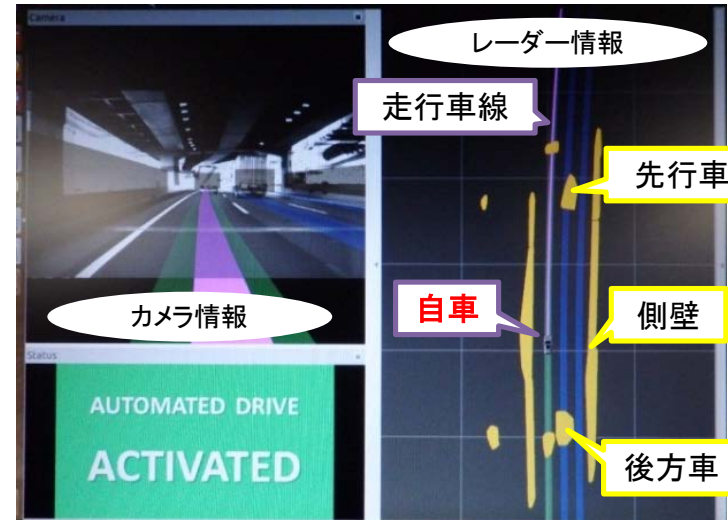 Camera
レーダー情報
走行車線
先行車
自車
側壁
カメラ情報
Status
AUTOMATED DRIVE
ACTIVATED
後方車